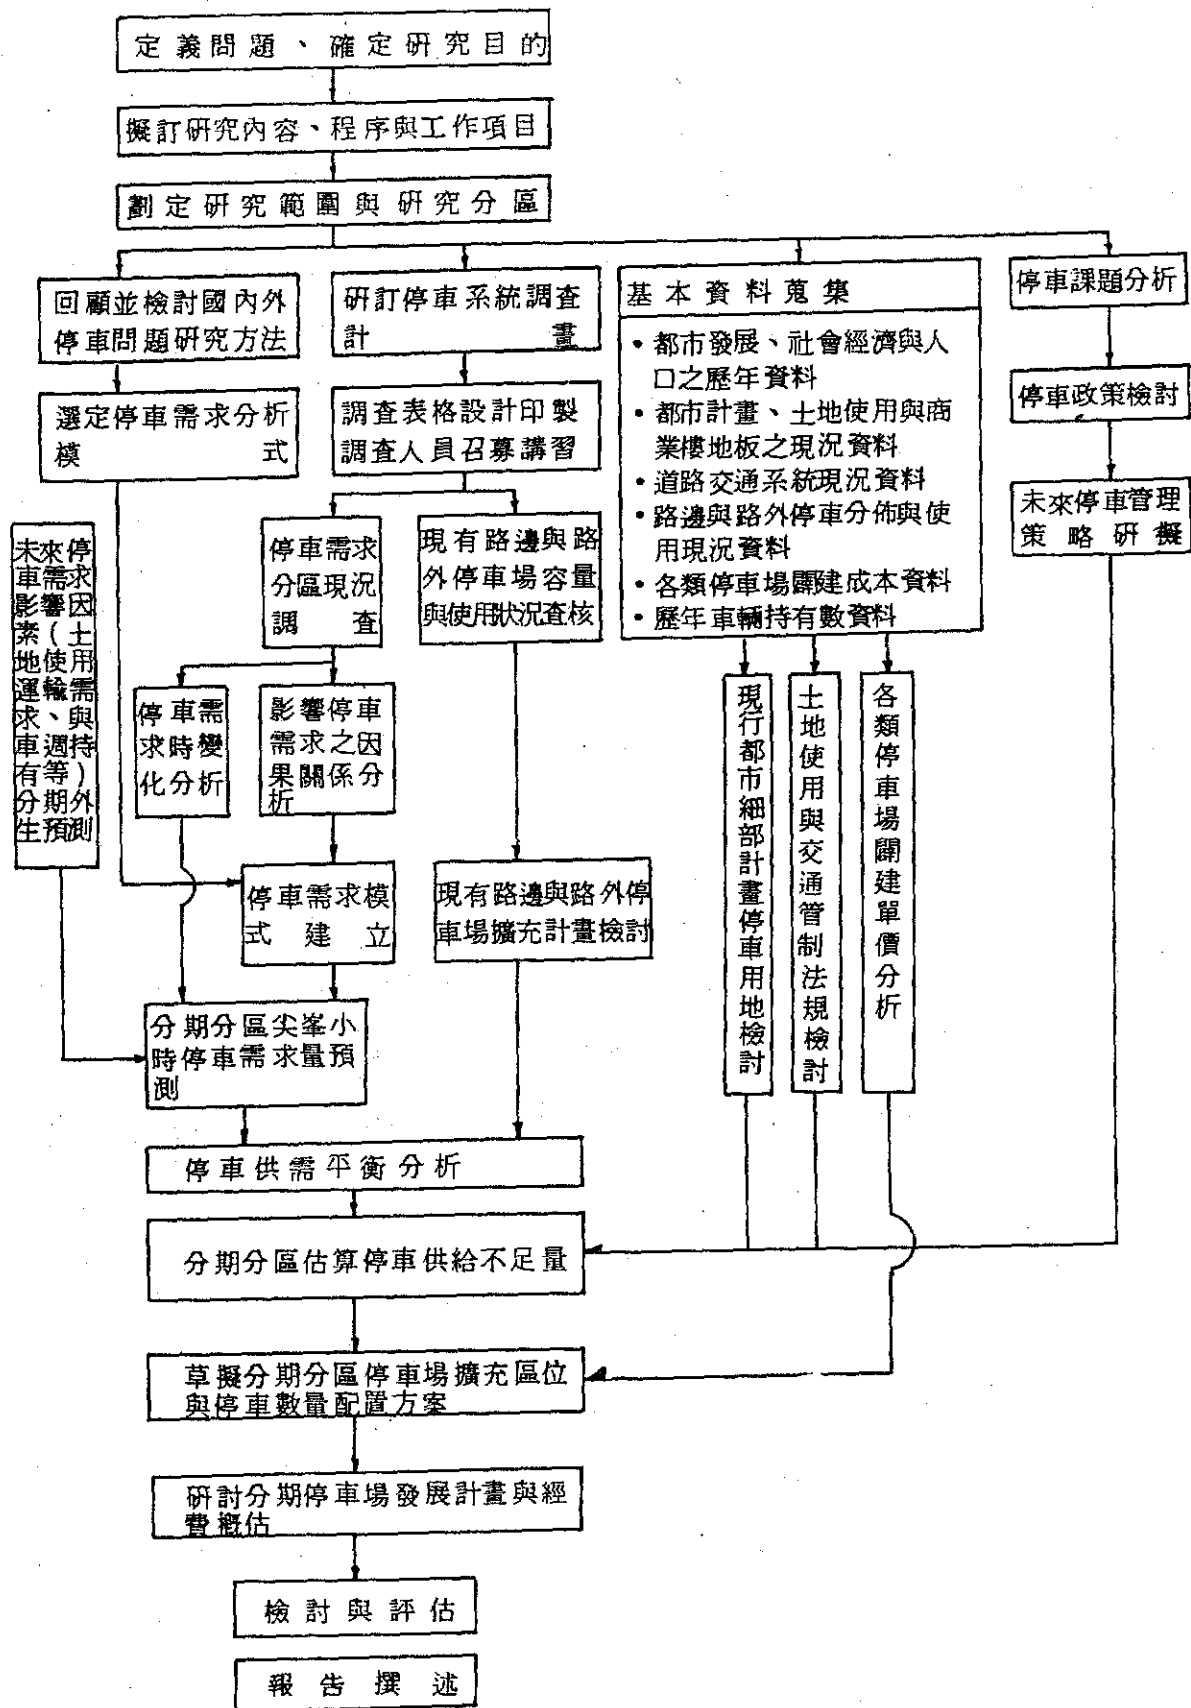 定義問題、確定研究目的
擬訂研究內容、程序與工作項目
劃定研究範圍與研究分區
回顧並檢討國內外
停車問題研究方法
選定停車需求分析
模式
研訂停車系統調查
計畫
調查表格設計印製
調查人員召募講習
基本資料蒐集
•都市發展、社會經濟與人
口之歷年資料
•都市計畫、土地使用與商
業樓地板之現況資料
•道路交通系統現況資料
•路邊與路外停車分佈與使
用現況資料
•各類停車場闢建成本資料
•歷年車輛持有數資料
停車課題分析
停車政策檢討
未來停車管理
策略研擬
未來停
車需求
影響因
素(土
地使用
運輸需
求、與
車週持
有等)
分期外
生預測
停車需求
分區現況
調查
現有路邊與路
外停車場容量
與使用狀況查核
停車需
求時變
化分析
影響停車
需求之因
果關係分
析
停車需求模
式建立
現有路邊與路外停
車場擴充計畫檢討
現行都市細部計畫停車用地檢討
土地使用與交通管制法規檢討
各類停車場闢建單價分析
分期分區尖峯小
時停車需求量預
測
停車供需平衡分析
分期分區估算停車供給不足量
草擬分期分區停車場擴充區位
與停車數量配置方案
研討分期停車場發展計畫與經
費概估
檢討與評估
報告撰述